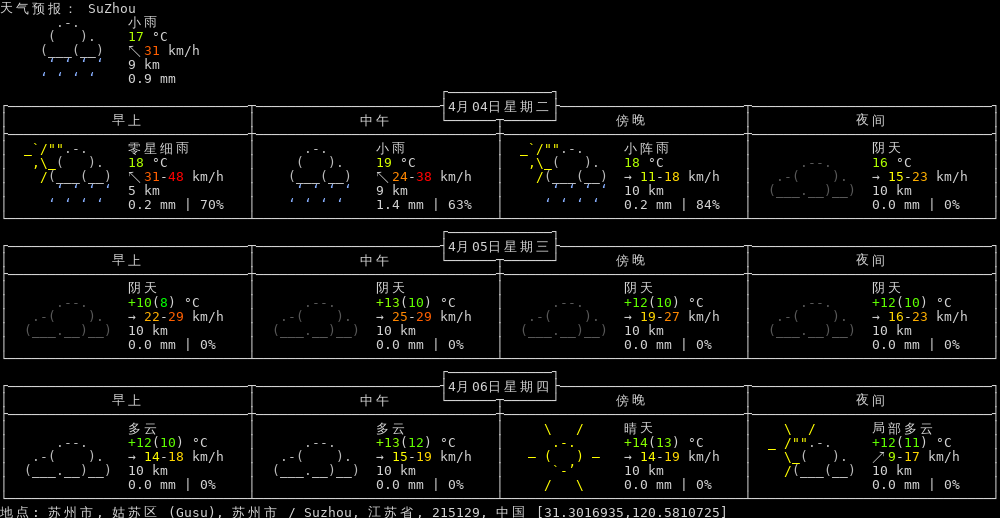 天气预报： SuZhou
小雨
17 °C
↖ 31 km/h
9 km
0.9 mm
4月04日星期二
早上 中午 傍晚 夜间
零星细雨 小雨 小阵雨 阴天
18 °C 19 °C 18 °C 16 °C
↖ 31-48 km/h ↖ 24-38 km/h → 11-18 km/h → 15-23 km/h
5 km 9 km 10 km 10 km
0.2 mm | 70% 1.4 mm | 63% 0.2 mm | 84% 0.0 mm | 0%
4月05日星期三
早上 中午 傍晚 夜间
阴天 阴天 阴天 阴天
+10(8) °C +13(10) °C +12(10) °C +12(10) °C
→ 22-29 km/h → 25-29 km/h → 19-27 km/h → 16-23 km/h
10 km 10 km 10 km 10 km
0.0 mm | 0% 0.0 mm | 0% 0.0 mm | 0% 0.0 mm | 0%
4月06日星期四
早上 中午 傍晚 夜间
多云 多云 晴天 局部多云
+12(10) °C +13(12) °C +14(13) °C +12(11) °C
→ 14-18 km/h → 15-19 km/h → 14-19 km/h ↗ 9-17 km/h
10 km 10 km 10 km 10 km
0.0 mm | 0% 0.0 mm | 0% 0.0 mm | 0% 0.0 mm | 0%
地点: 苏州市, 姑苏区 (Gusu), 苏州市 / Suzhou, 江苏省, 215129, 中国 [31.3016935,120.5810725]